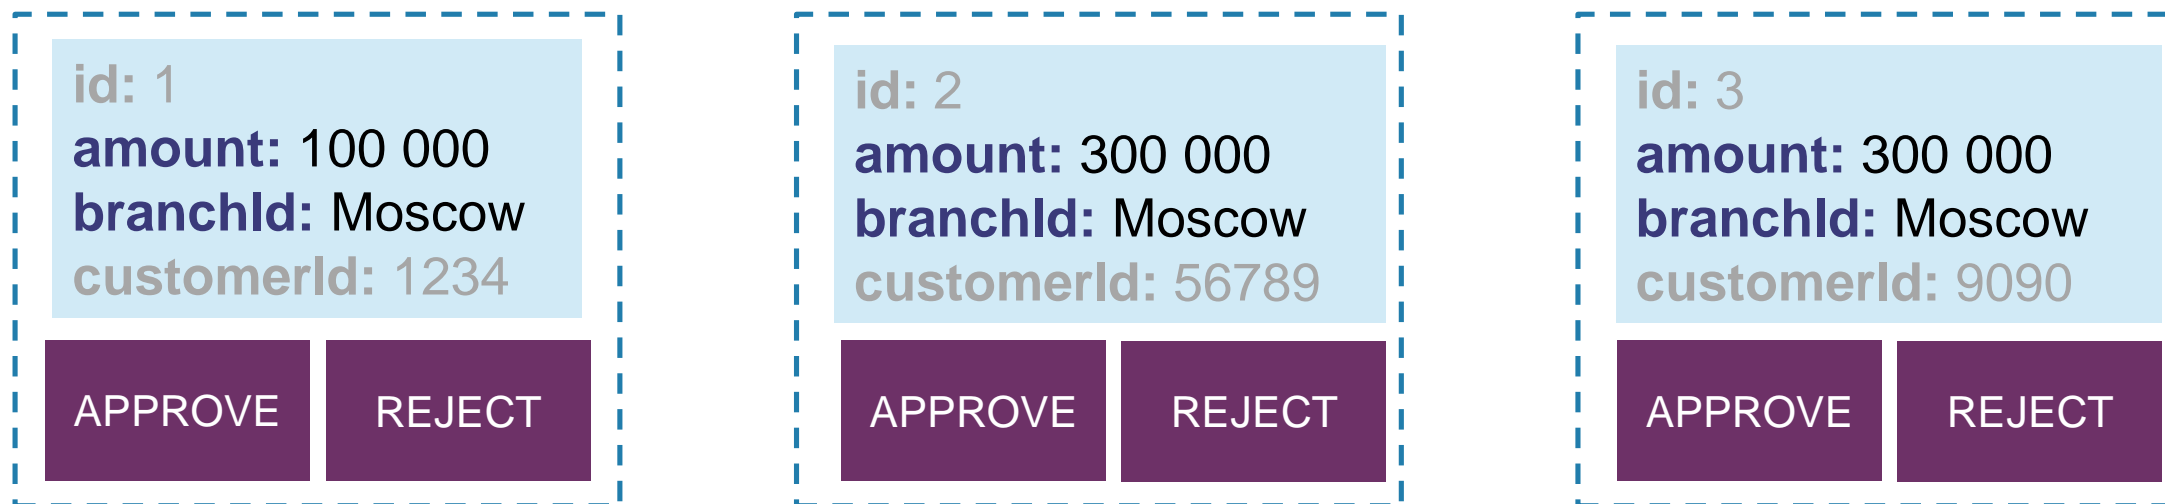 id: 1
amount: 100 000
branchId: Moscow
customerId: 1234
APPROVE
REJECT
id: 2
amount: 300 000
branchId: Moscow
customerId: 56789
APPROVE
REJECT
id: 3
amount: 300 000
branchId: Moscow
customerId: 9090
APPROVE
REJECT